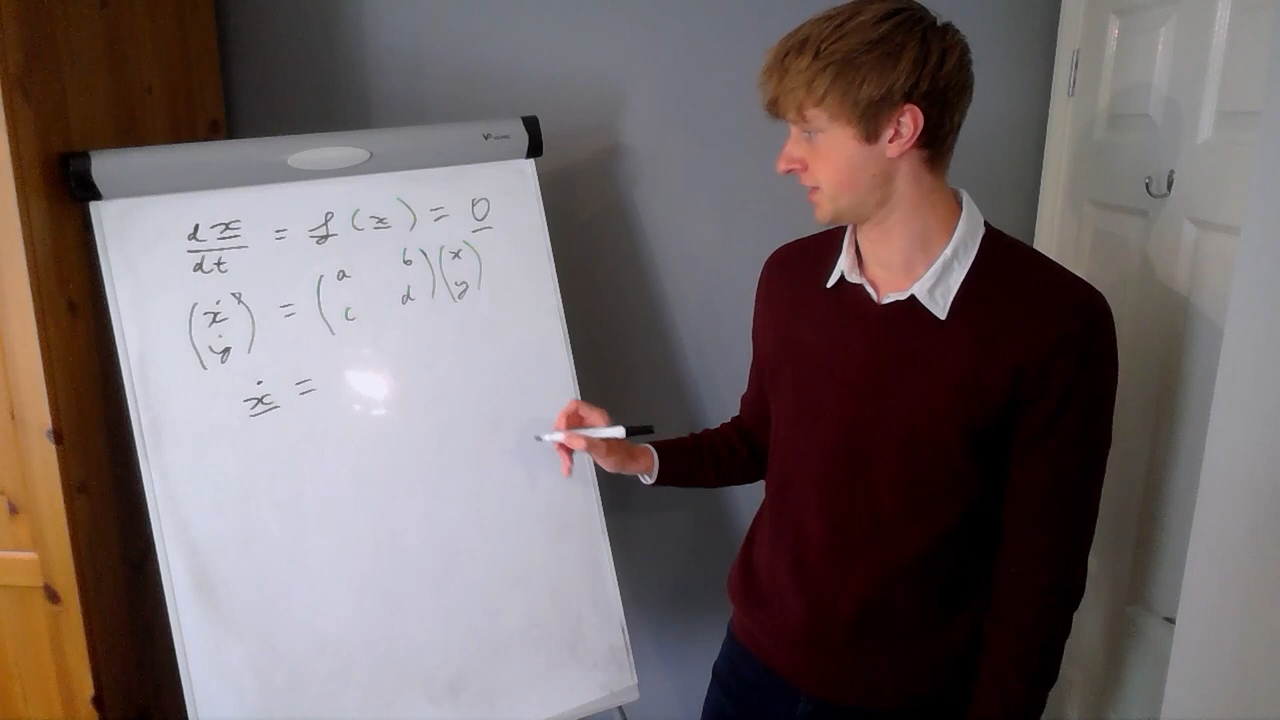 dx/dt = f(x) = 0
(ẋ ẏ) = (a b c d)(x y)
ẋ =